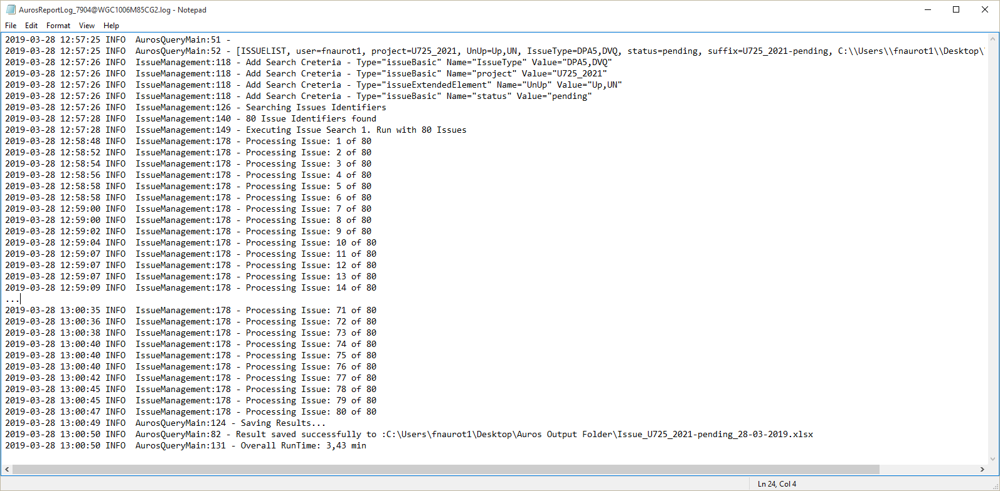 AurosReportLog_7904@WGC1006M85CG2.log - Notepad
File Edit Format View Help
2019-03-28 12:57:25 INFO  AurosQueryMain:51 -
2019-03-28 12:57:25 INFO  AurosQueryMain:52 - [ISSUELIST, user=fnaurot1, project=U725_2021, UnUp=Up,UN, IssueType=DPA5,DVQ, status=pending, suffix=U725_2021-pending, C:\\Users\\fnaurot1\\Desktop\
2019-03-28 12:57:26 INFO  IssueManagement:118 - Add Search Creteria - Type="issueBasic" Name="IssueType" Value="DPA5,DVQ"
2019-03-28 12:57:26 INFO  IssueManagement:118 - Add Search Creteria - Type="issueBasic" Name="project" Value="U725_2021"
2019-03-28 12:57:26 INFO  IssueManagement:118 - Add Search Creteria - Type="issueExtendedElement" Name="UnUp" Value="Up,UN"
2019-03-28 12:57:26 INFO  IssueManagement:118 - Add Search Creteria - Type="issueBasic" Name="status" Value="pending"
2019-03-28 12:57:26 INFO  IssueManagement:126 - Searching Issues Identifiers
2019-03-28 12:57:28 INFO  IssueManagement:140 - 80 Issue Identifiers found
2019-03-28 12:57:28 INFO  IssueManagement:149 - Executing Issue Search 1. Run with 80 Issues
2019-03-28 12:58:48 INFO  IssueManagement:178 - Processing Issue: 1 of 80
2019-03-28 12:58:52 INFO  IssueManagement:178 - Processing Issue: 2 of 80
2019-03-28 12:58:54 INFO  IssueManagement:178 - Processing Issue: 3 of 80
2019-03-28 12:58:56 INFO  IssueManagement:178 - Processing Issue: 4 of 80
2019-03-28 12:58:58 INFO  IssueManagement:178 - Processing Issue: 5 of 80
2019-03-28 12:58:58 INFO  IssueManagement:178 - Processing Issue: 6 of 80
2019-03-28 12:59:00 INFO  IssueManagement:178 - Processing Issue: 7 of 80
2019-03-28 12:59:00 INFO  IssueManagement:178 - Processing Issue: 8 of 80
2019-03-28 12:59:02 INFO  IssueManagement:178 - Processing Issue: 9 of 80
2019-03-28 12:59:04 INFO  IssueManagement:178 - Processing Issue: 10 of 80
2019-03-28 12:59:07 INFO  IssueManagement:178 - Processing Issue: 11 of 80
2019-03-28 12:59:07 INFO  IssueManagement:178 - Processing Issue: 12 of 80
2019-03-28 12:59:07 INFO  IssueManagement:178 - Processing Issue: 13 of 80
2019-03-28 12:59:09 INFO  IssueManagement:178 - Processing Issue: 14 of 80
...
2019-03-28 13:00:35 INFO  IssueManagement:178 - Processing Issue: 71 of 80
2019-03-28 13:00:36 INFO  IssueManagement:178 - Processing Issue: 72 of 80
2019-03-28 13:00:38 INFO  IssueManagement:178 - Processing Issue: 73 of 80
2019-03-28 13:00:40 INFO  IssueManagement:178 - Processing Issue: 74 of 80
2019-03-28 13:00:40 INFO  IssueManagement:178 - Processing Issue: 75 of 80
2019-03-28 13:00:40 INFO  IssueManagement:178 - Processing Issue: 76 of 80
2019-03-28 13:00:42 INFO  IssueManagement:178 - Processing Issue: 77 of 80
2019-03-28 13:00:45 INFO  IssueManagement:178 - Processing Issue: 78 of 80
2019-03-28 13:00:45 INFO  IssueManagement:178 - Processing Issue: 79 of 80
2019-03-28 13:00:47 INFO  IssueManagement:178 - Processing Issue: 80 of 80
2019-03-28 13:00:49 INFO  AurosQueryMain:124 - Saving Results...
2019-03-28 13:00:50 INFO  AurosQueryMain:82 - Result saved successfully to :C:\Users\fnaurot1\Desktop\Auros Output Folder\Issue_U725_2021-pending_28-03-2019.xlsx
2019-03-28 13:00:50 INFO  AurosQueryMain:131 - Overall RunTime: 3,43 min
Ln 24, Col 4